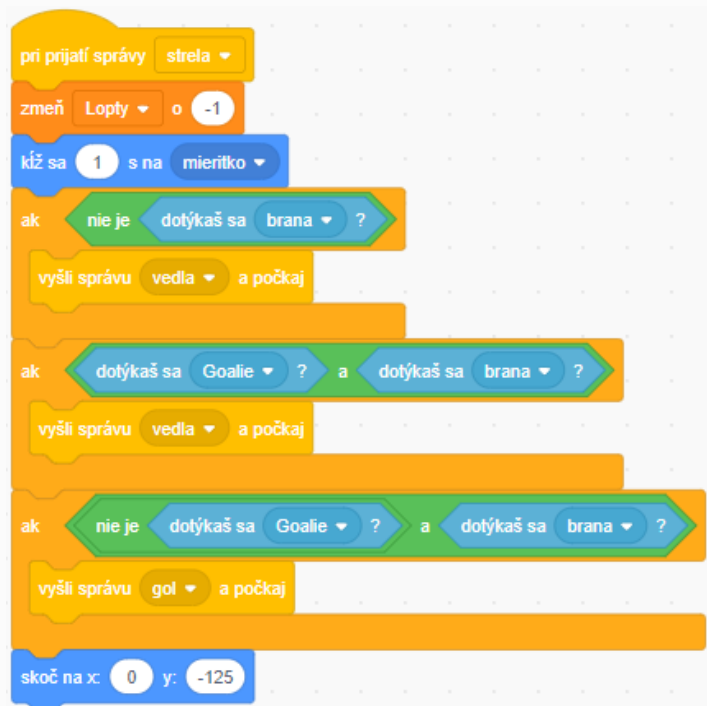 pri prijatí správy strela
zmeň Lopty o -1
kĺž sa 1 s na mieritko
ak nie je dotýkaš sa brana ?
vyšli správu vedla a počkaj
ak dotýkaš sa Goalie ? a dotýkaš sa brana ?
vyšli správu vedla a počkaj
ak nie je dotýkaš sa Goalie ? a dotýkaš sa brana ?
vyšli správu gol a počkaj
skoč na x: 0 y: -125